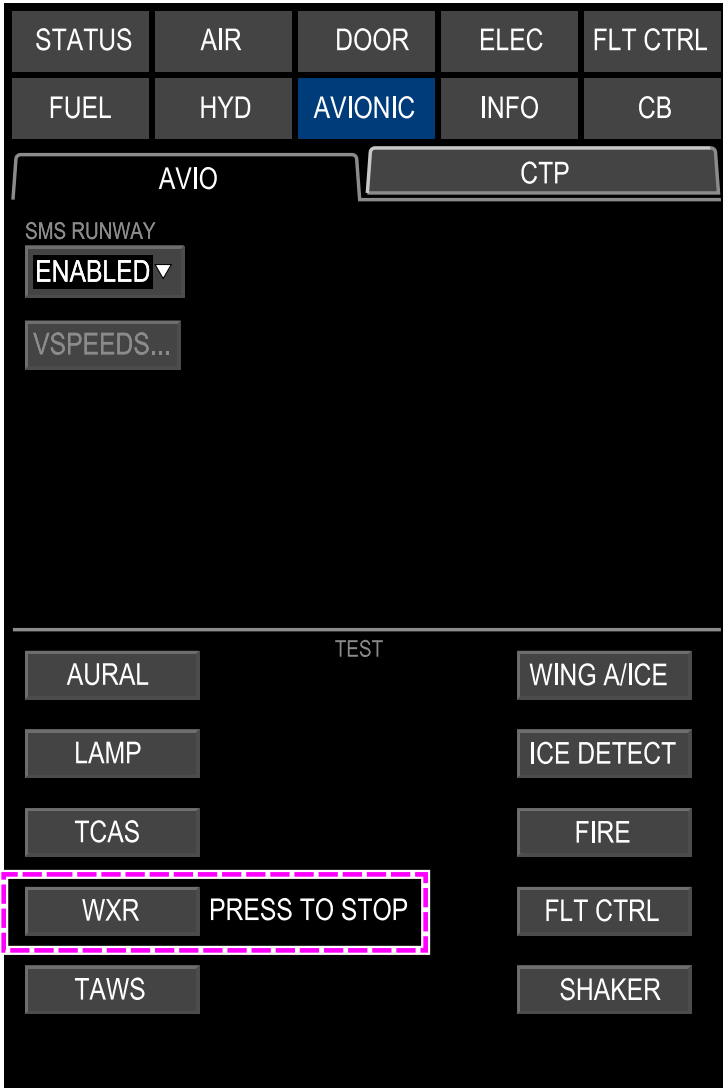 STATUS AIR DOOR ELEC FLT CTRL
FUEL HYD AVIONIC INFO CB
AVIO CTP
SMS RUNWAY
ENABLED
VSPEEDS...
TEST
AURAL WING A/ICE
LAMP ICE DETECT
TCAS FIRE
WXR PRESS TO STOP FLT CTRL
TAWS SHAKER